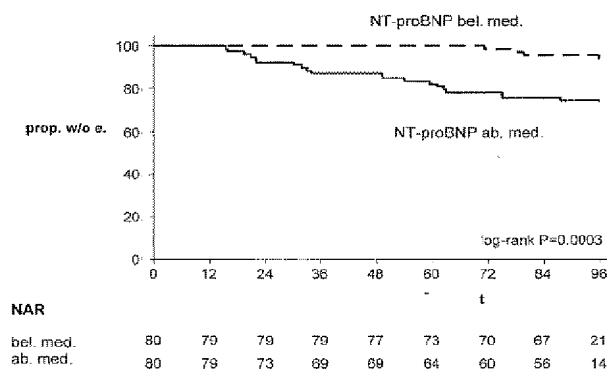 NT-proBNP bel. med.
100
80
prop. w/o e.
60
40
20
0
NT-proBNP ab. med.
log-rank P=0.0003
0 12 24 36 48 60 72 84 96
t
NAR
bel. med. 80 79 79 79 77 73 70 67 21
ab. med. 80 79 73 69 69 64 60 56 14